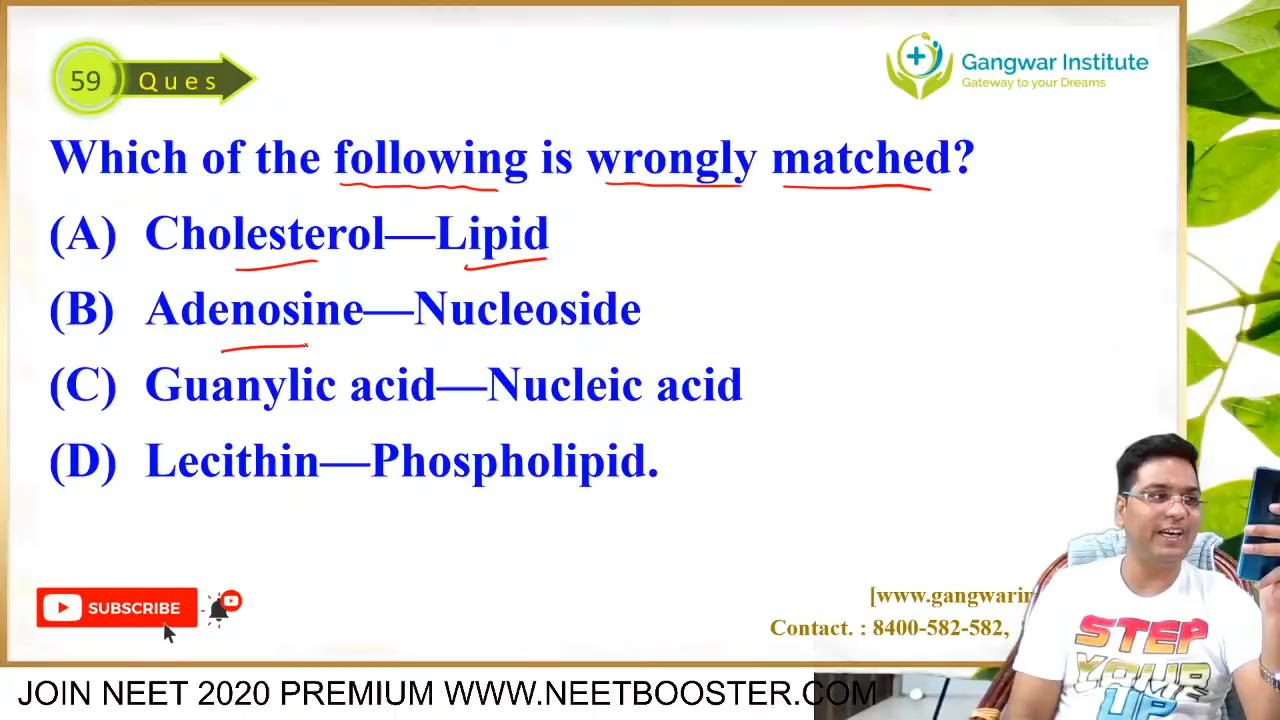 59 Ques
Gangwar Institute
Gateway to your Dreams
Which of the following is wrongly matched?
(A) Cholesterol—Lipid
(B) Adenosine—Nucleoside
(C) Guanylic acid—Nucleic acid
(D) Lecithin—Phospholipid.
SUBSCRIBE
Contact. : 8400-582-582,
STEP
YOUR
UP
JOIN NEET 2020 PREMIUM WWW.NEETBOOSTER.COM